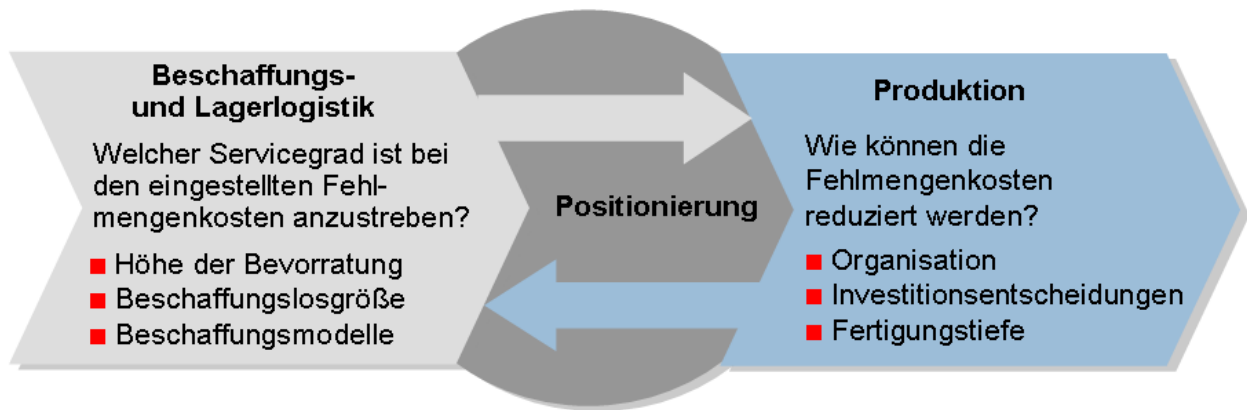 Beschaffungs-
und Lagerlogistik
Welcher Servicegrad ist bei
den eingestellten Fehl-
mengenkosten anzustreben?
Höhe der Bevorratung
Beschaffungslosgröße
Beschaffungsmodelle
Positionierung
Produktion
Wie können die
Fehlmengenkosten
reduziert werden?
Organisation
Investitionsentscheidungen
Fertigungstiefe